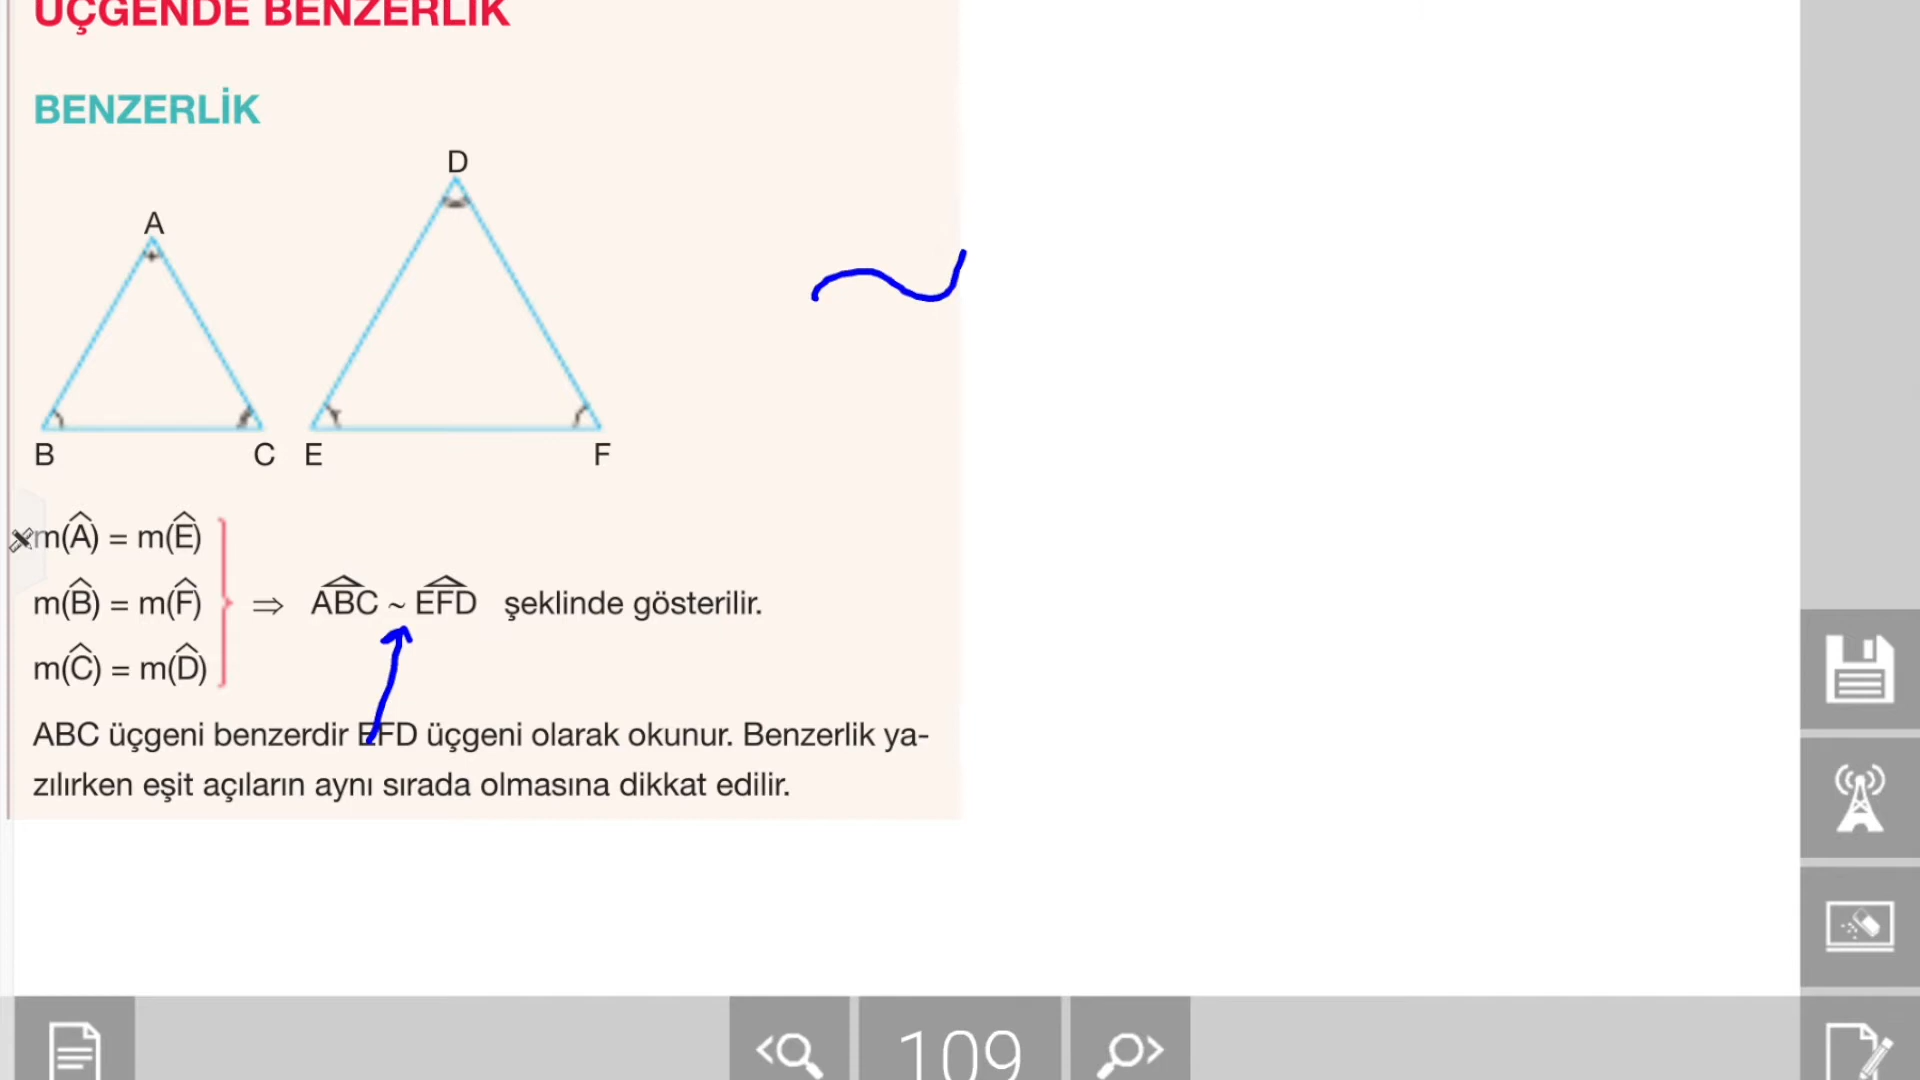 ÜÇGENDE BENZERLİK
BENZERLİK
D
A
B
C
E
F
m(Â) = m(Ê)
m(B̂) = m(F̂)
⇒ ABC ~ EFD şeklinde gösterilir.
m(Ĉ) = m(D̂)
ABC üçgeni benzerdir EFD üçgeni olarak okunur. Benzerlik ya-
zılırken eşit açıların aynı sırada olmasına dikkat edilir.
109